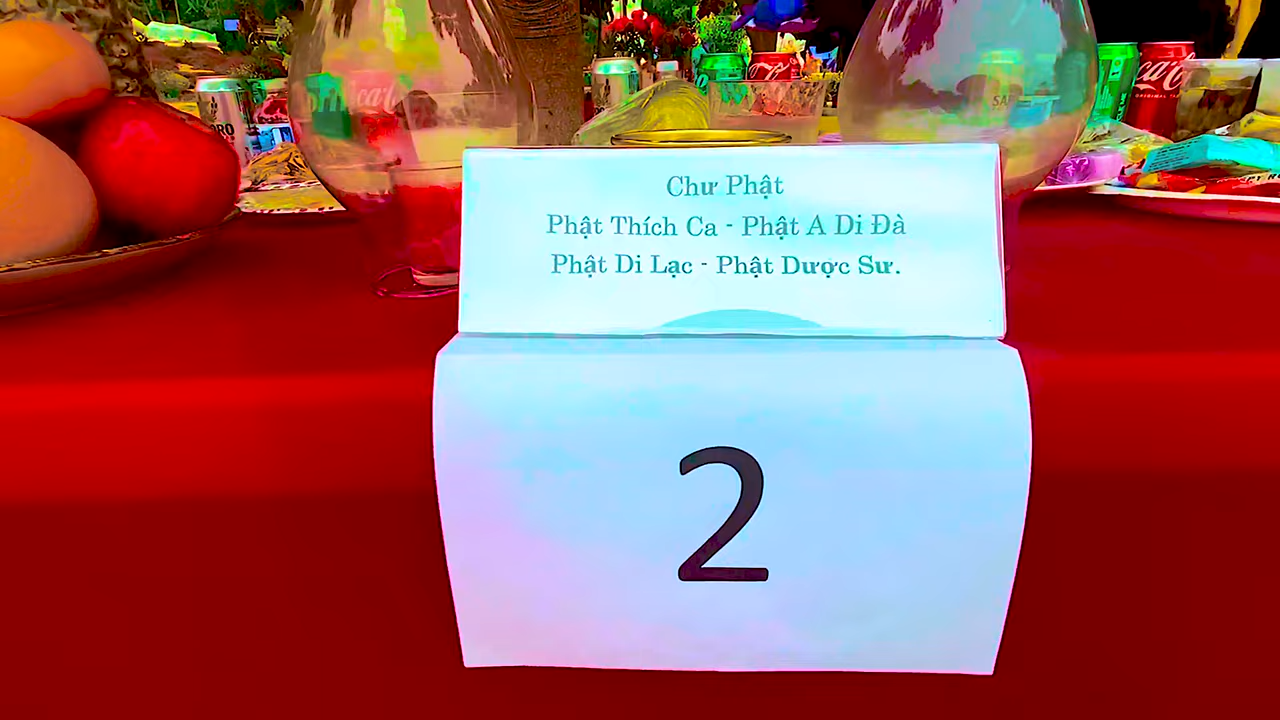 Chư Phật
Phật Thích Ca - Phật A Di Đà
Phật Di Lạc - Phật Dược Sư.
2